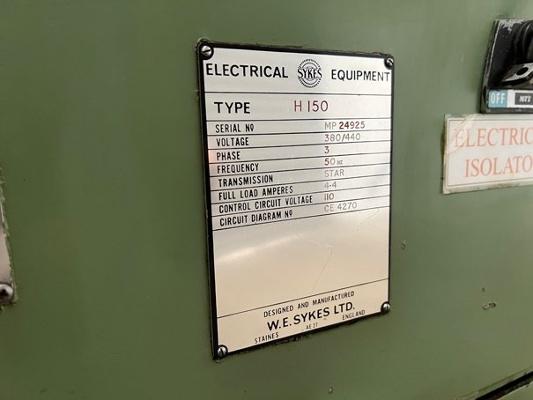 ELECTRICAL SYKES EQUIPMENT
TYPE H150
SERIAL Nº MP 24925
VOLTAGE 380/440
PHASE 3
FREQUENCY 50 HZ
TRANSMISSION STAR
FULL LOAD AMPERES 4-4
CONTROL CIRCUIT VOLTAGE 110
CIRCUIT DIAGRAM Nº CE 4270
DESIGNED AND MANUFACTURED
W.E. SYKES LTD.
STAINES ENGLAND
OFF
ELECTRIC
ISOLATO